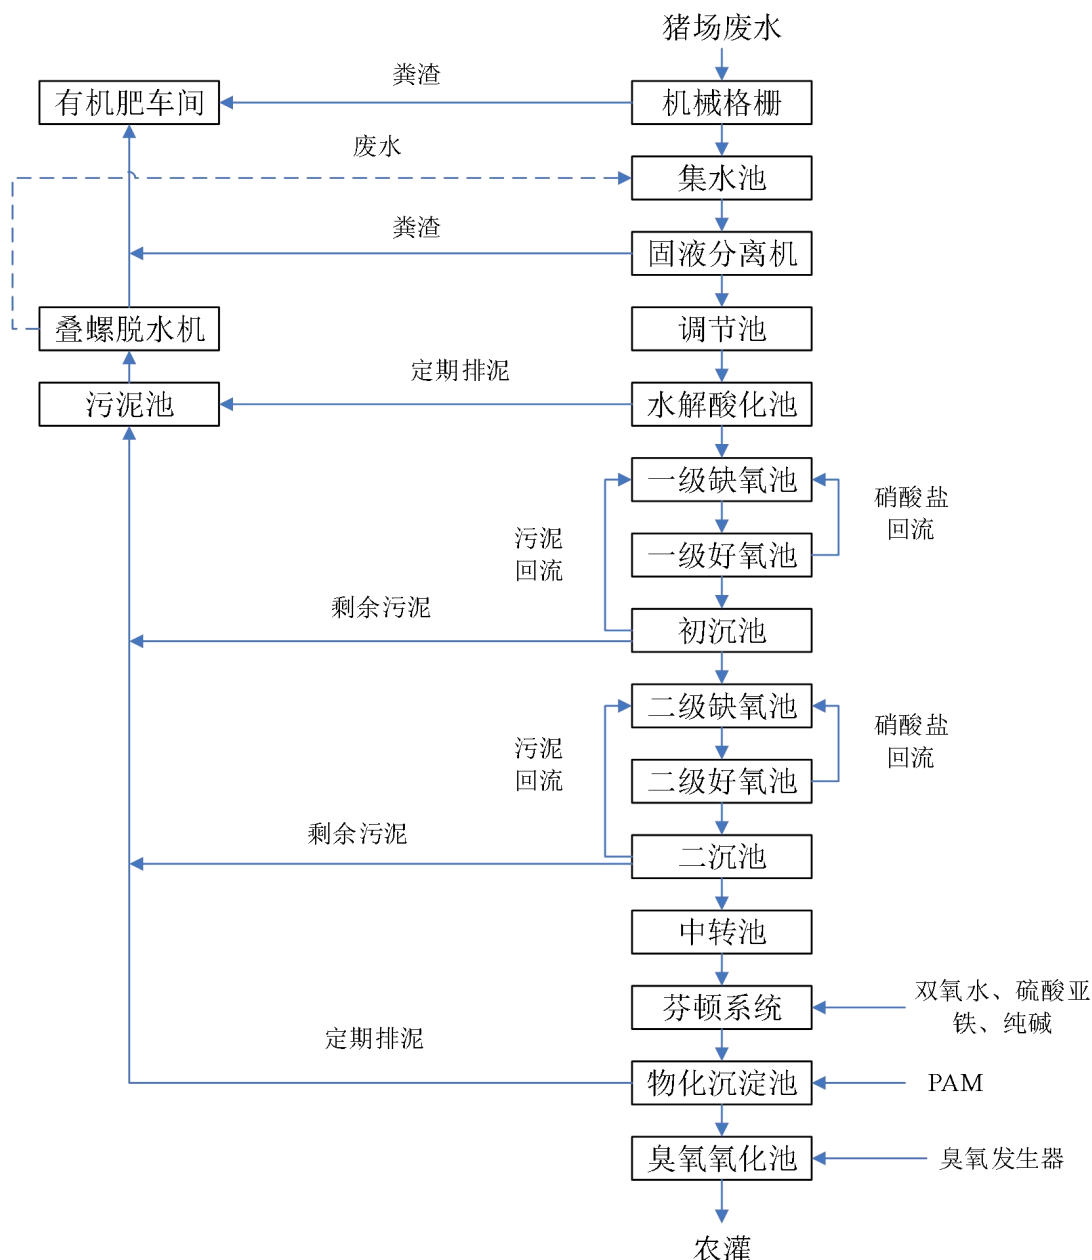 猪场废水
粪渣
有机肥车间
机械格栅
废水
集水池
粪渣
固液分离机
叠螺脱水机
调节池
定期排泥
污泥池
水解酸化池
一级缺氧池
硝酸盐
回流
污泥
回流
一级好氧池
剩余污泥
初沉池
二级缺氧池
硝酸盐
回流
污泥
回流
二级好氧池
剩余污泥
二沉池
中转池
芬顿系统
双氧水、硫酸亚
铁、纯碱
定期排泥
物化沉淀池
PAM
臭氧氧化池
臭氧发生器
农灌